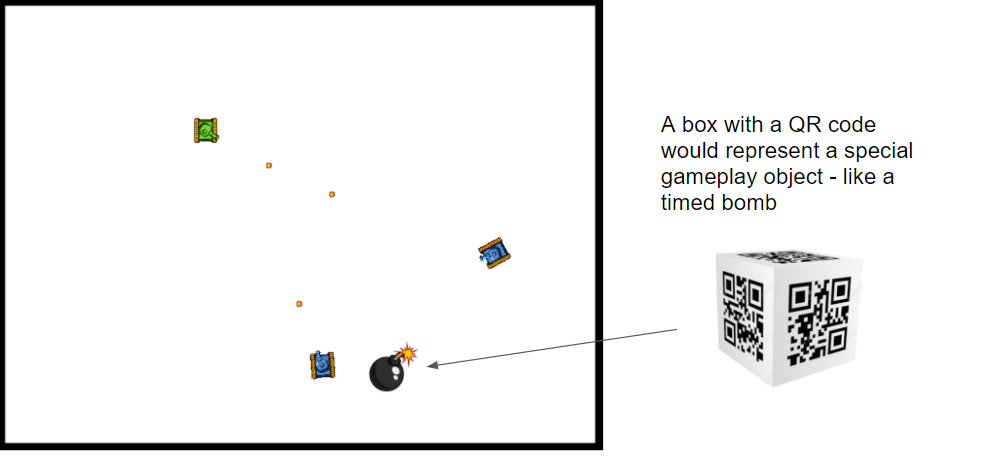 A box with a QR code
would represent a special
gameplay object - like a
timed bomb